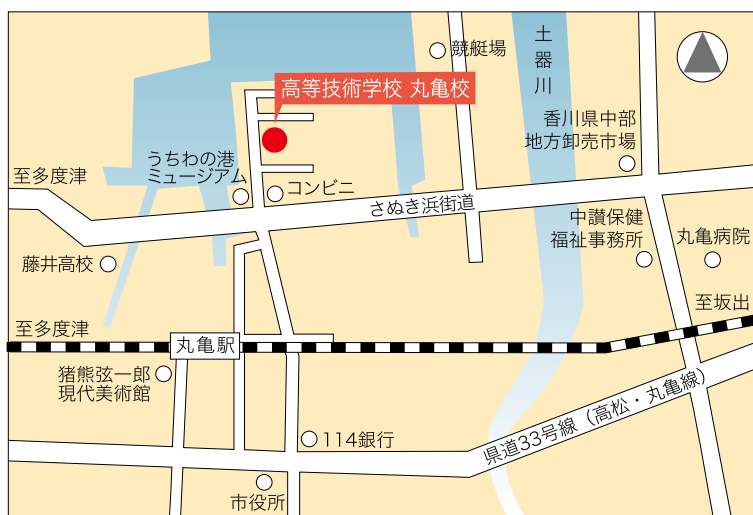 競艇場
土器川
高等技術学校 丸亀校
香川県中部
地方卸売市場
うちわの港
ミュージアム
コンビニ
至多度津
さぬき浜街道
中讃保健
福祉事務所
丸亀病院
藤井高校
至坂出
至多度津
丸亀駅
猪熊弦一郎
現代美術館
114銀行
県道33号線（高松・丸亀線）
市役所